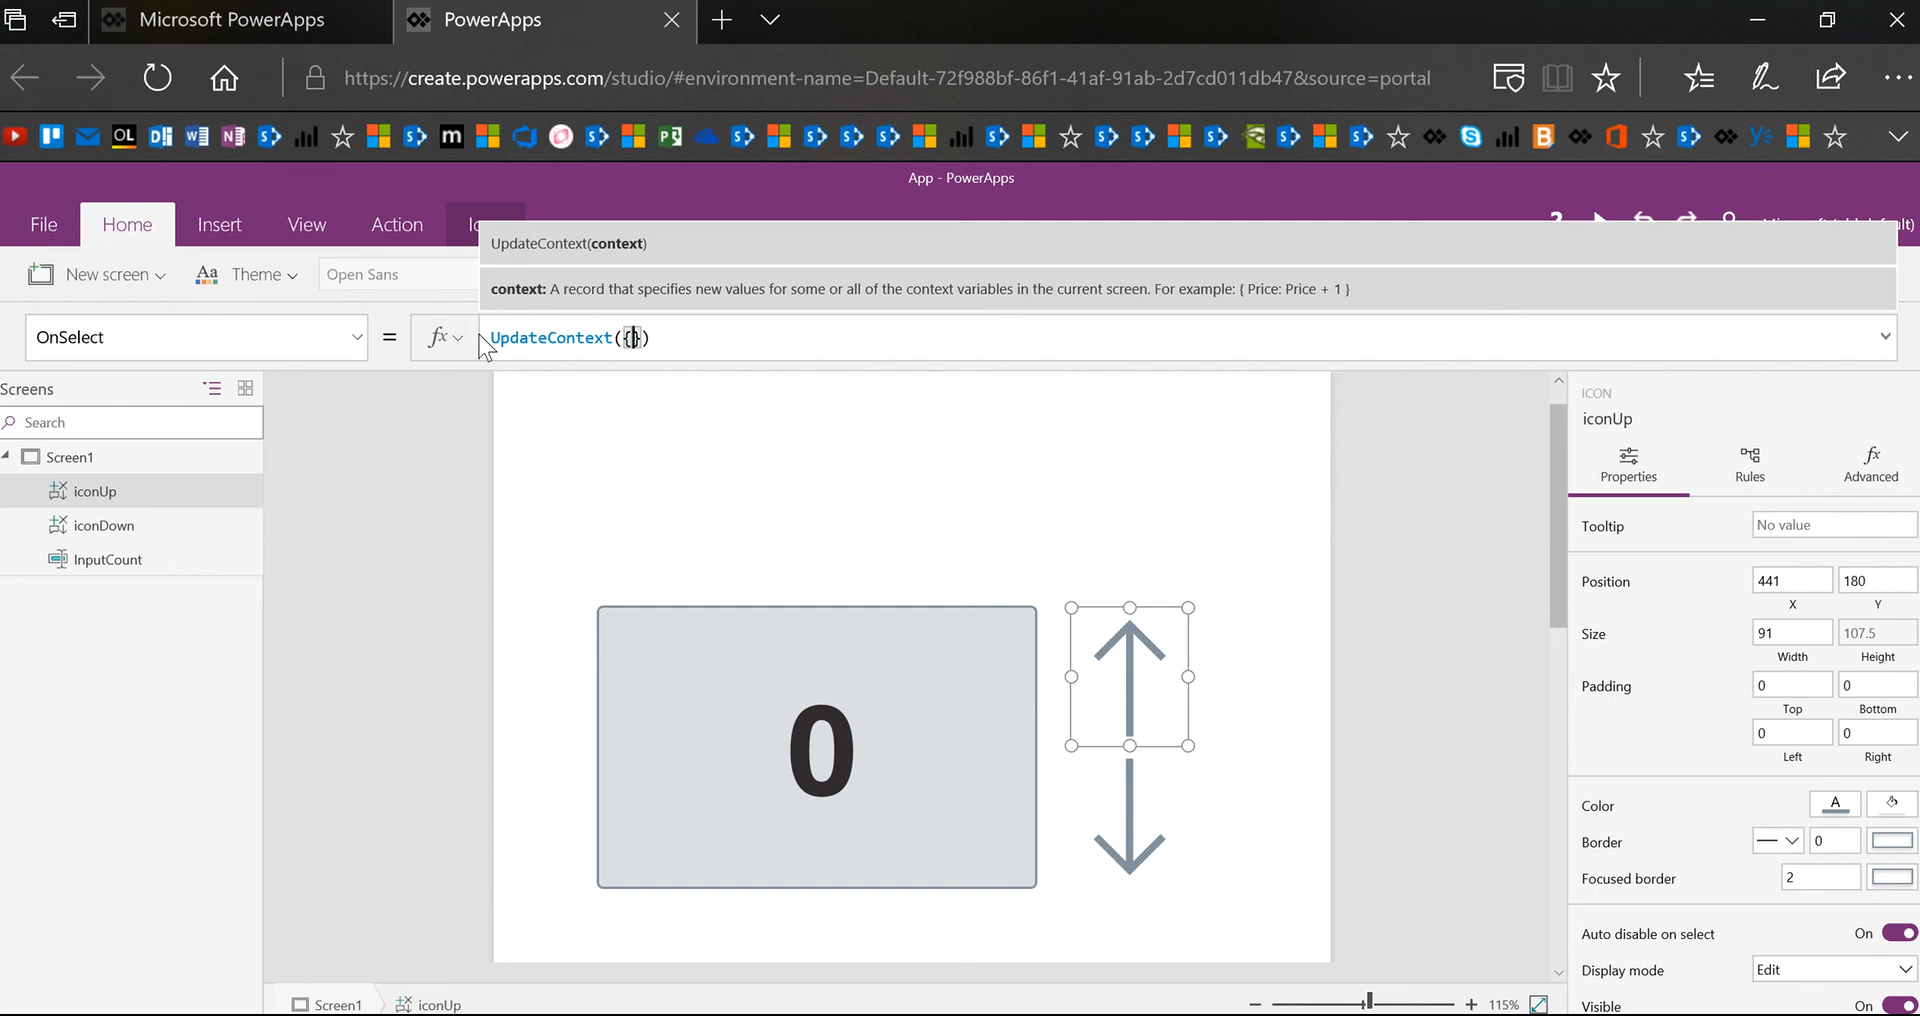 Microsoft PowerApps
PowerApps
https://create.powerapps.com/studio/#environment-name=Default-72f988bf-86f1-41af-91ab-2d7cd011db47&source=portal
App - PowerApps
File
Home
Insert
View
Action
UpdateContext(context)
New screen
Theme
Open Sans
context: A record that specifies new values for some or all of the context variables in the current screen. For example: { Price: Price + 1 }
OnSelect
=
fx
UpdateContext({})
Screens
Search
Screen1
iconUp
iconDown
InputCount
0
ICON
iconUp
Properties
Rules
Advanced
Tooltip
No value
Position
441
180
X
Y
Size
91
107.5
Width
Height
Padding
0
0
Top
Bottom
0
0
Left
Right
Color
Border
0
Focused border
2
Auto disable on select
On
Display mode
Edit
Visible
On
Screen1
iconUp
115%